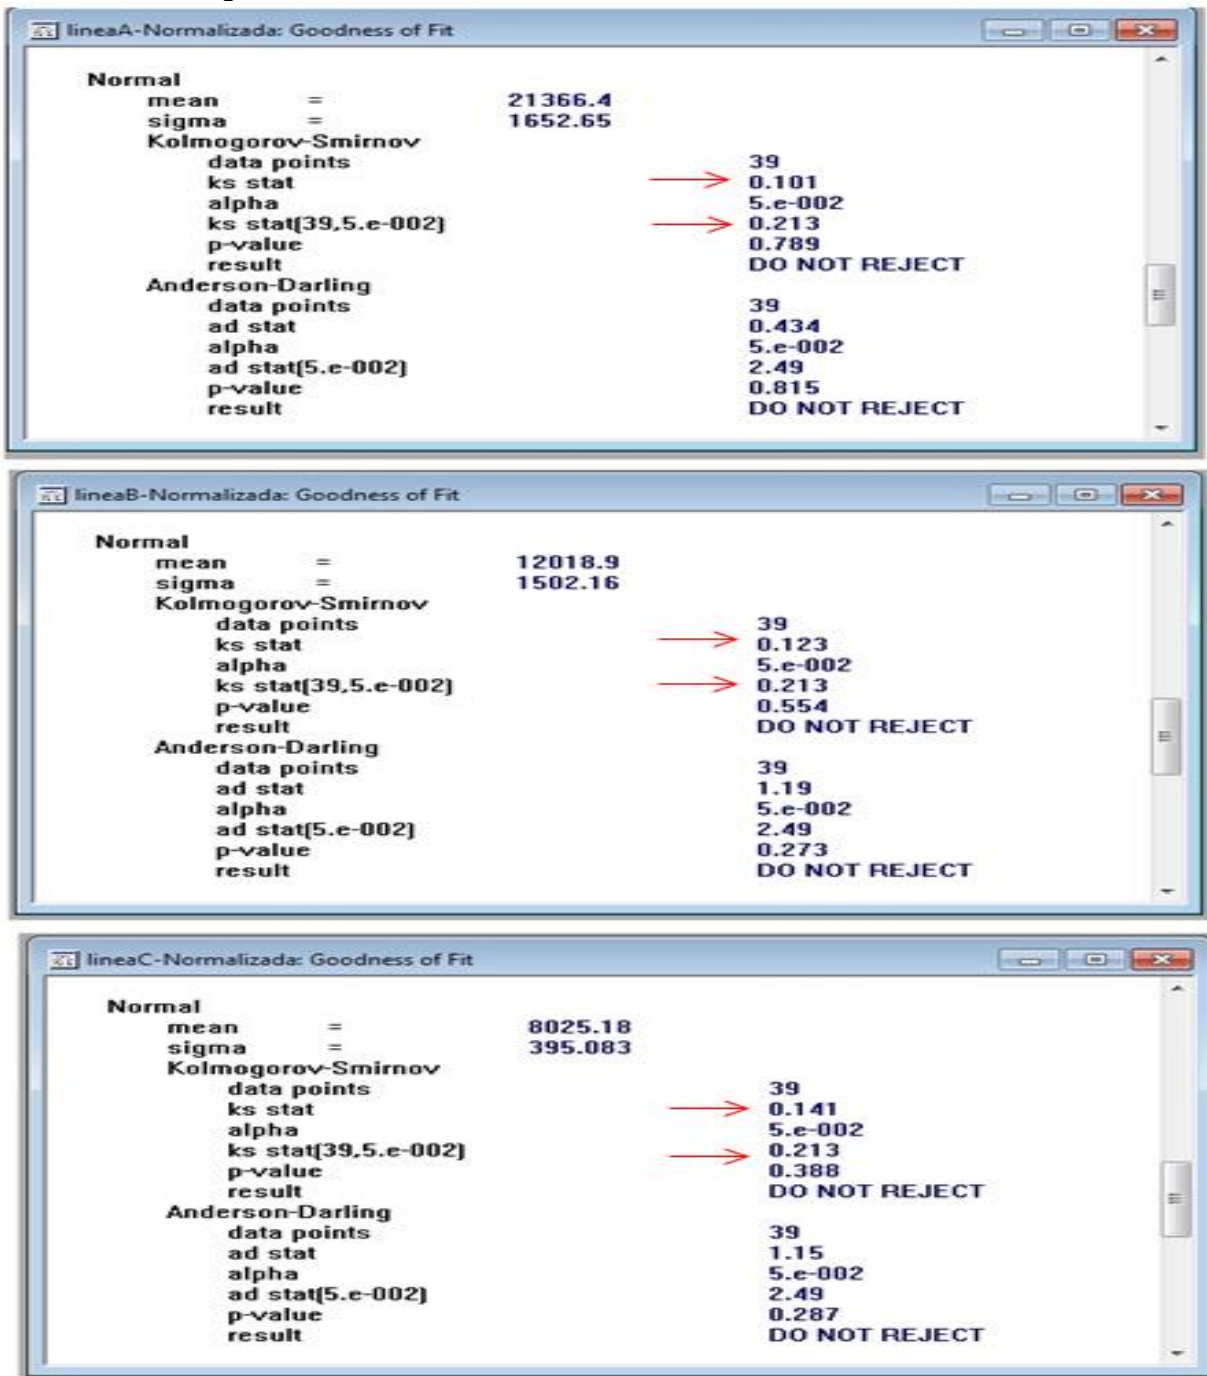 lineaA-Normalizada: Goodness of Fit
Normal
mean = 21366.4
sigma = 1652.65
Kolmogorov-Smirnov
data points 39
ks stat 0.101
alpha 5.e-002
ks stat(39,5.e-002) 0.213
p-value 0.789
result DO NOT REJECT
Anderson-Darling
data points 39
ad stat 0.434
alpha 5.e-002
ad stat(5.e-002) 2.49
p-value 0.815
result DO NOT REJECT
lineaB-Normalizada: Goodness of Fit
Normal
mean = 12018.9
sigma = 1502.16
Kolmogorov-Smirnov
data points 39
ks stat 0.123
alpha 5.e-002
ks stat(39,5.e-002) 0.213
p-value 0.554
result DO NOT REJECT
Anderson-Darling
data points 39
ad stat 1.19
alpha 5.e-002
ad stat(5.e-002) 2.49
p-value 0.273
result DO NOT REJECT
lineaC-Normalizada: Goodness of Fit
Normal
mean = 8025.18
sigma = 395.083
Kolmogorov-Smirnov
data points 39
ks stat 0.141
alpha 5.e-002
ks stat(39,5.e-002) 0.213
p-value 0.388
result DO NOT REJECT
Anderson-Darling
data points 39
ad stat 1.15
alpha 5.e-002
ad stat(5.e-002) 2.49
p-value 0.287
result DO NOT REJECT